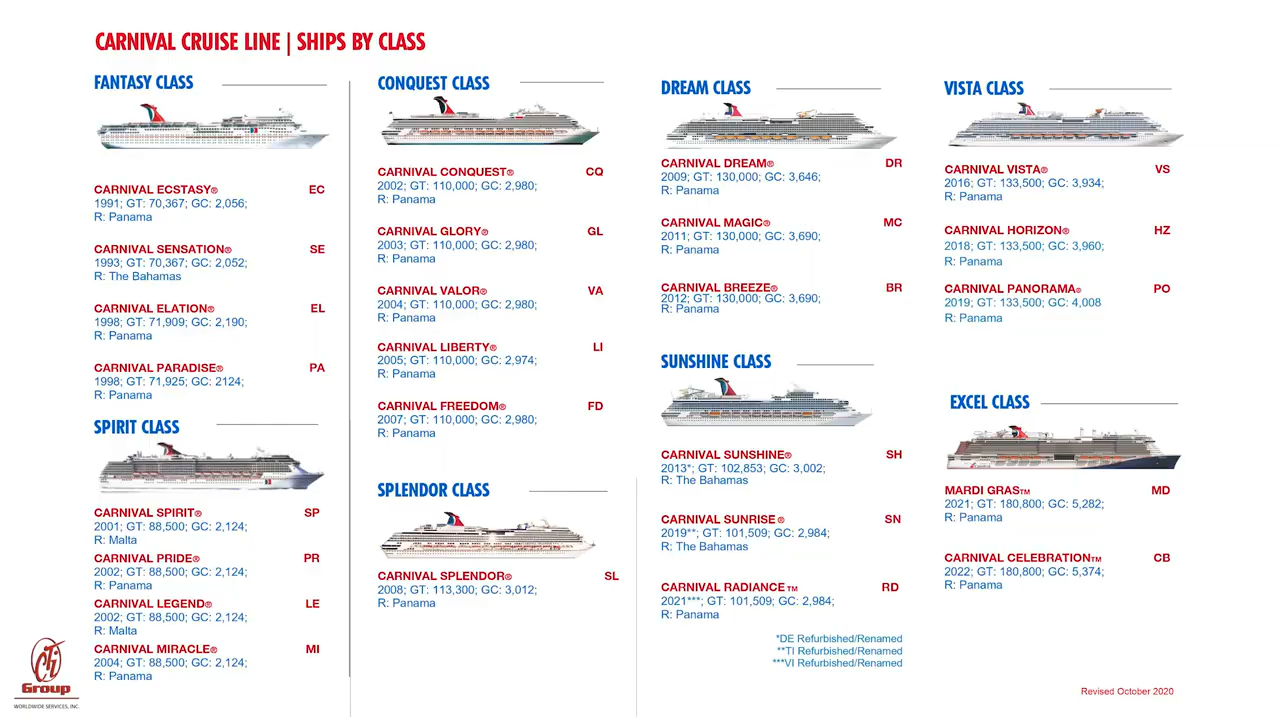 CARNIVAL CRUISE LINE | SHIPS BY CLASS
FANTASY CLASS
CARNIVAL ECSTASY® EC
1991; GT: 70,367; GC: 2,056;
R: Panama
CARNIVAL SENSATION® SE
1993; GT: 70,367; GC: 2,052;
R: The Bahamas
CARNIVAL ELATION® EL
1998; GT: 71,909; GC: 2,190;
R: Panama
CARNIVAL PARADISE® PA
1998; GT: 71,925; GC: 2124;
R: Panama
SPIRIT CLASS
CARNIVAL SPIRIT® SP
2001; GT: 88,500; GC: 2,124;
R: Malta
CARNIVAL PRIDE® PR
2002; GT: 88,500; GC: 2,124;
R: Panama
CARNIVAL LEGEND® LE
2002; GT: 88,500; GC: 2,124;
R: Malta
CARNIVAL MIRACLE® MI
2004; GT: 88,500; GC: 2,124;
R: Panama
CONQUEST CLASS
CARNIVAL CONQUEST® CQ
2002; GT: 110,000; GC: 2,980;
R: Panama
CARNIVAL GLORY® GL
2003; GT: 110,000; GC: 2,980;
R: Panama
CARNIVAL VALOR® VA
2004; GT: 110,000; GC: 2,980;
R: Panama
CARNIVAL LIBERTY® LI
2005; GT: 110,000; GC: 2,974;
R: Panama
CARNIVAL FREEDOM® FD
2007; GT: 110,000; GC: 2,980;
R: Panama
SPLENDOR CLASS
CARNIVAL SPLENDOR® SL
2008; GT: 113,300; GC: 3,012;
R: Panama
DREAM CLASS
CARNIVAL DREAM® DR
2009; GT: 130,000; GC: 3,646;
R: Panama
CARNIVAL MAGIC® MC
2011; GT: 130,000; GC: 3,690;
R: Panama
CARNIVAL BREEZE® BR
2012; GT: 130,000; GC: 3,690;
R: Panama
SUNSHINE CLASS
CARNIVAL SUNSHINE® SH
2013*; GT: 102,853; GC: 3,002;
R: The Bahamas
CARNIVAL SUNRISE® SN
2019**; GT: 101,509; GC: 2,984;
R: The Bahamas
CARNIVAL RADIANCE™ RD
2021***; GT: 101,509; GC: 2,984;
R: Panama
*DE Refurbished/Renamed
**TI Refurbished/Renamed
***VI Refurbished/Renamed
VISTA CLASS
CARNIVAL VISTA® VS
2016; GT: 133,500; GC: 3,934;
R: Panama
CARNIVAL HORIZON® HZ
2018; GT: 133,500; GC: 3,960;
R: Panama
CARNIVAL PANORAMA® PO
2019; GT: 133,500; GC: 4,008
R: Panama
EXCEL CLASS
MARDI GRAS™ MD
2021; GT: 180,800; GC: 5,282;
R: Panama
CARNIVAL CELEBRATION™ CB
2022; GT: 180,800; GC: 5,374;
R: Panama
CTI
Group
WORLDWIDE SERVICES, INC.
Revised October 2020